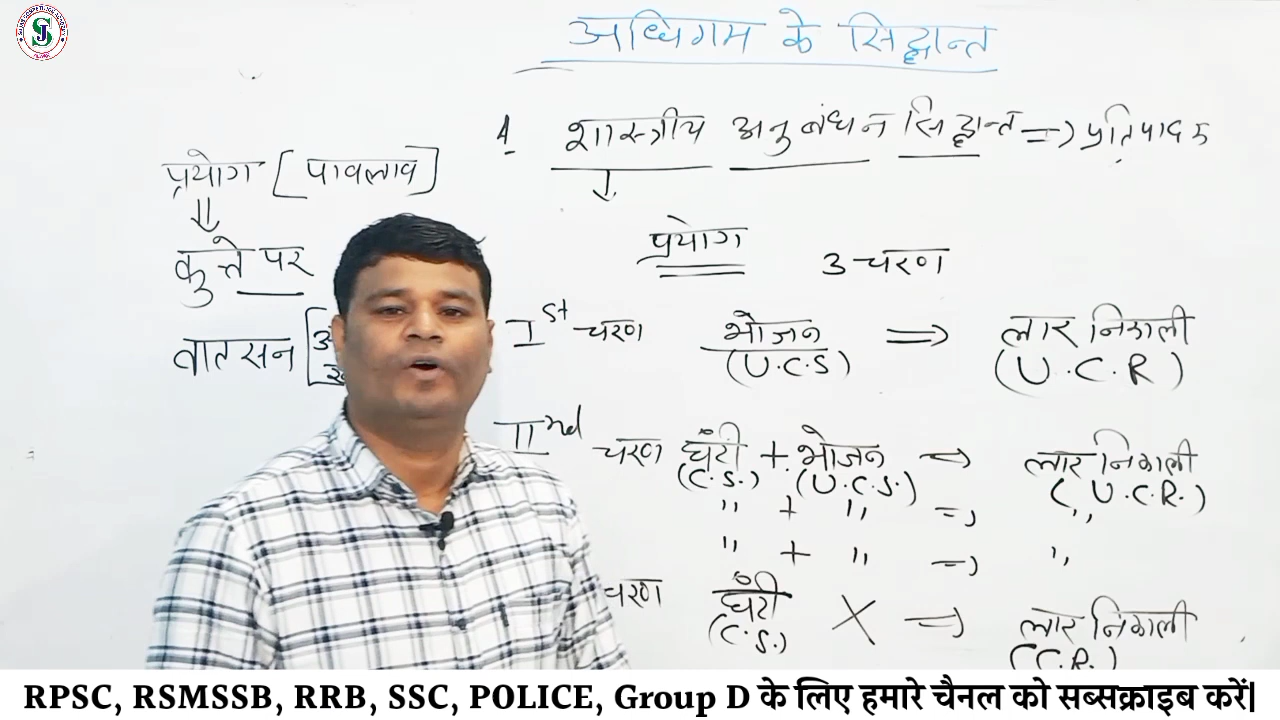 अधिगम के सिद्धान्त
1 शास्त्रीय अनुबंधन सिद्धान्त => प्रतिपादक
प्रयोग [पावलाव]
कुत्ते पर
वातसन
प्रयोग 3 चरण
Ist चरण भोजन => लार निकाली
(U.C.S) (U.C.R)
IInd चरण घंटी + भोजन => लार निकाली
(C.S.) (U.C.S.) (U.C.R.)
" + " => "
" + " => "
चरण घंटी X => लार निकाली
(C.S.) (C.R.)
RPSC, RSMSSB, RRB, SSC, POLICE, Group D के लिए हमारे चैनल को सब्सक्राइब करें|